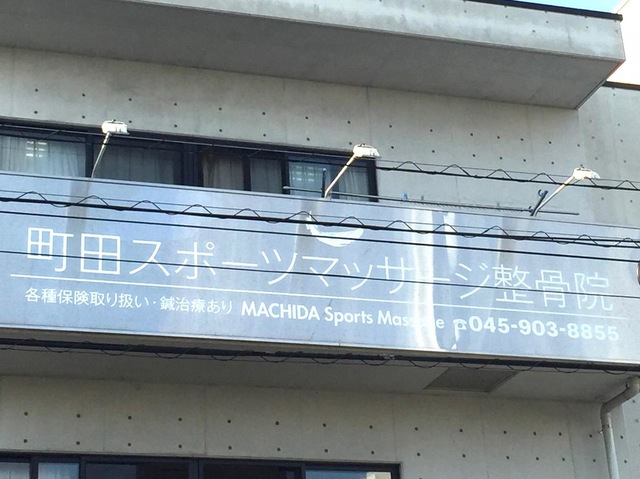 町田スポーツマッサージ整骨院
各種保険取り扱い・鍼治療あり MACHIDA Sports Massage ☎045-903-8855